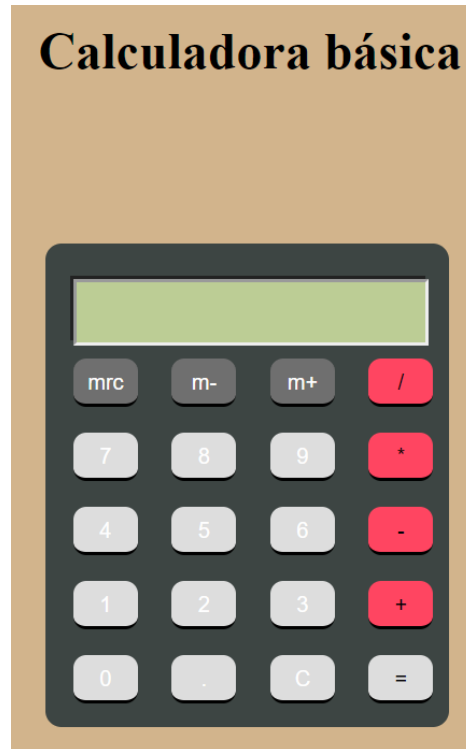 Calculadora básica
mrc m- m+ /
7 8 9 *
4 5 6 -
1 2 3 +
0 . C =